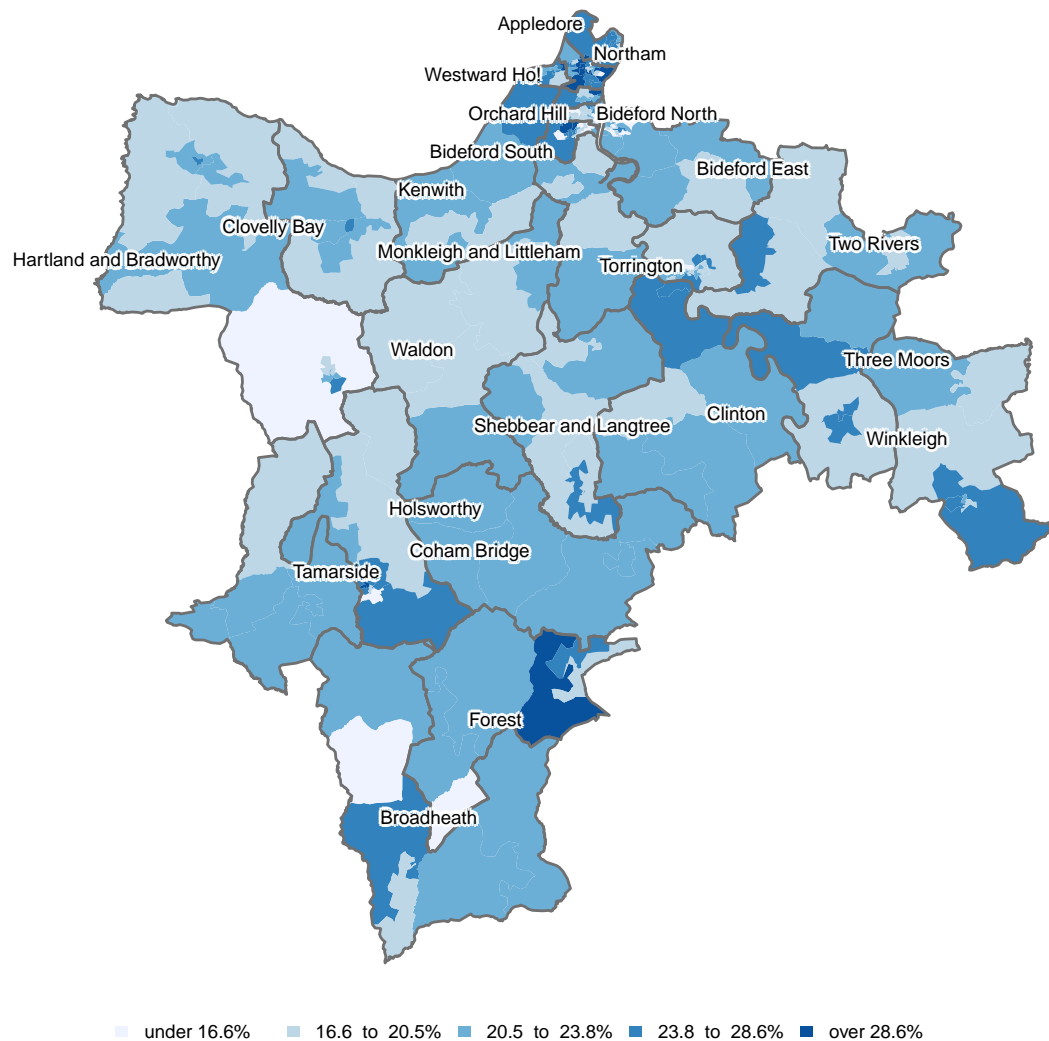 Appledore
Northam
Westward Ho!
Orchard Hill
Bideford North
Bideford South
Bideford East
Kenwith
Clovelly Bay
Two Rivers
Monkleigh and Littleham
Hartland and Bradworthy
Torrington
Waldon
Three Moors
Clinton
Shebbear and Langtree
Winkleigh
Holsworthy
Coham Bridge
Tamarside
Forest
Broadheath
under 16.6%
16.6 to 20.5%
20.5 to 23.8%
23.8 to 28.6%
over 28.6%